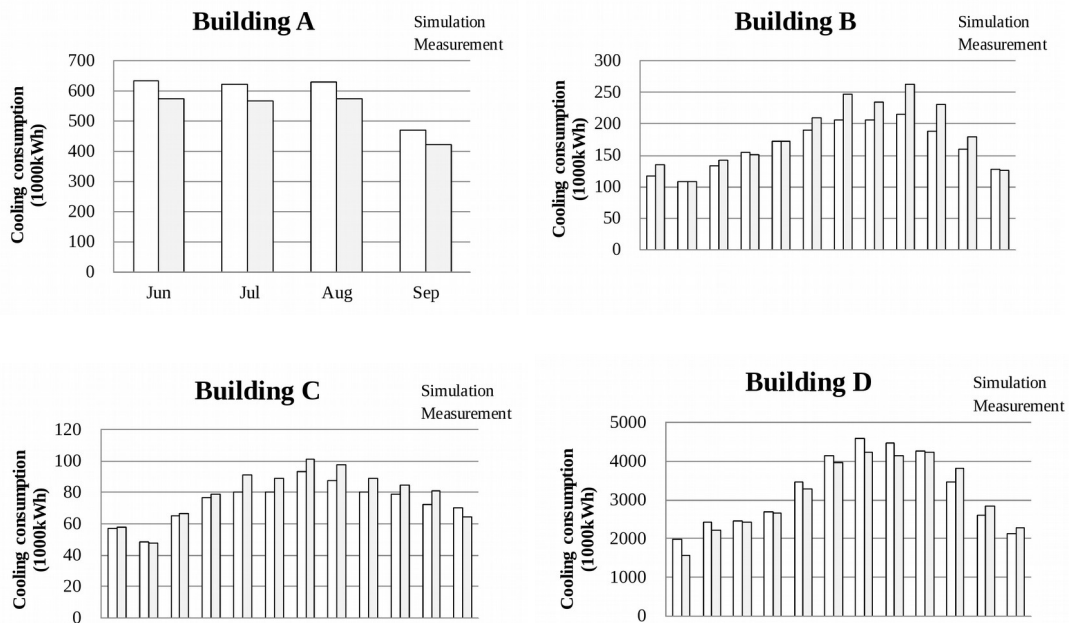 Building A
Simulation
Measurement
Cooling consumption
(1000kWh)
700
600
500
400
300
200
100
0
Jun Jul Aug Sep
Building B
Simulation
Measurement
Cooling consumption
(1000kWh)
300
250
200
150
100
50
0
Building C
Simulation
Measurement
Cooling consumption
(1000kWh)
120
100
80
60
40
20
0
Building D
Simulation
Measurement
Cooling consumption
(1000kWh)
5000
4000
3000
2000
1000
0